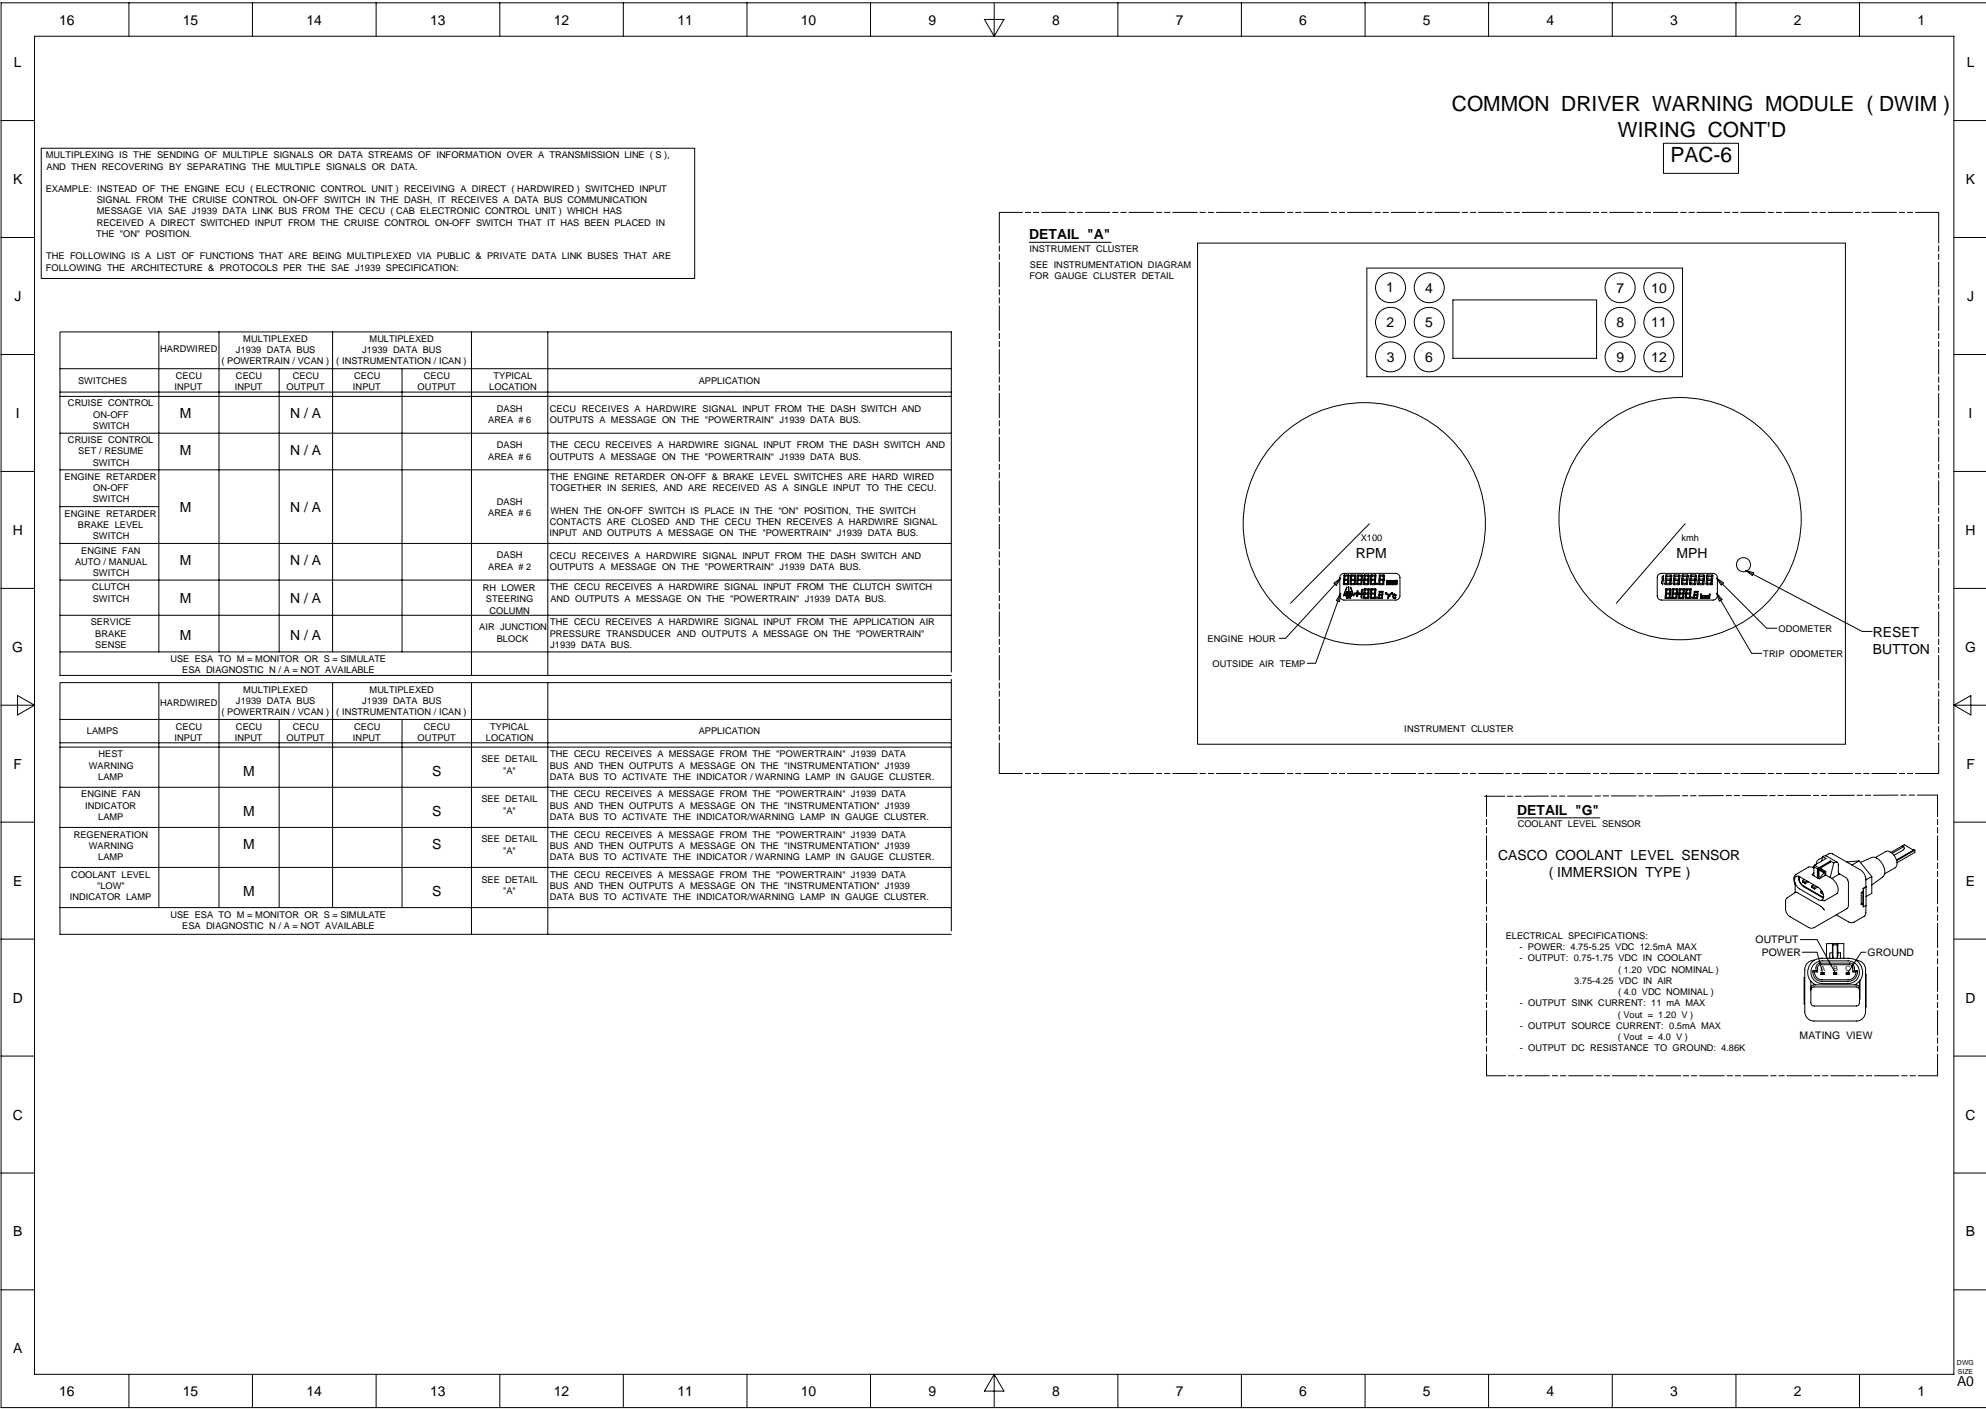 16 15 14 13 12 11 10 9 8 7 6 5 4 3 2 1
L L
COMMON DRIVER WARNING MODULE ( DWIM )
WIRING CONT'D
PAC-6
K K
MULTIPLEXING IS THE SENDING OF MULTIPLE SIGNALS OR DATA STREAMS OF INFORMATION OVER A TRANSMISSION LINE ( S ),
AND THEN RECOVERING BY SEPARATING THE MULTIPLE SIGNALS OR DATA.
EXAMPLE: INSTEAD OF THE ENGINE ECU ( ELECTRONIC CONTROL UNIT ) RECEIVING A DIRECT ( HARDWIRED ) SWITCHED INPUT
SIGNAL FROM THE CRUISE CONTROL ON-OFF SWITCH IN THE DASH, IT RECEIVES A DATA BUS COMMUNICATION
MESSAGE VIA SAE J1939 DATA LINK BUS FROM THE CECU ( CAB ELECTRONIC CONTROL UNIT ) WHICH HAS
RECEIVED A DIRECT SWITCHED INPUT FROM THE CRUISE CONTROL ON-OFF SWITCH THAT IT HAS BEEN PLACED IN
THE "ON" POSITION.
THE FOLLOWING IS A LIST OF FUNCTIONS THAT ARE BEING MULTIPLEXED VIA PUBLIC & PRIVATE DATA LINK BUSES THAT ARE
FOLLOWING THE ARCHITECTURE & PROTOCOLS PER THE SAE J1939 SPECIFICATION:
J J
HARDWIRED
MULTIPLEXED
J1939 DATA BUS
( POWERTRAIN / VCAN )
MULTIPLEXED
J1939 DATA BUS
( INSTRUMENTATION / ICAN )
SWITCHES
CECU
INPUT
CECU
INPUT
CECU
OUTPUT
CECU
INPUT
CECU
OUTPUT
TYPICAL
LOCATION
APPLICATION
I I
CRUISE CONTROL
ON-OFF
SWITCH
M
N / A
DASH
AREA # 6
CECU RECEIVES A HARDWIRE SIGNAL INPUT FROM THE DASH SWITCH AND
OUTPUTS A MESSAGE ON THE "POWERTRAIN" J1939 DATA BUS.
CRUISE CONTROL
SET / RESUME
SWITCH
M
N / A
DASH
AREA # 6
THE CECU RECEIVES A HARDWIRE SIGNAL INPUT FROM THE DASH SWITCH AND
OUTPUTS A MESSAGE ON THE "POWERTRAIN" J1939 DATA BUS.
ENGINE RETARDER
ON-OFF
SWITCH
ENGINE RETARDER
BRAKE LEVEL
SWITCH
M
N / A
DASH
AREA # 6
THE ENGINE RETARDER ON-OFF & BRAKE LEVEL SWITCHES ARE HARD WIRED
TOGETHER IN SERIES, AND ARE RECEIVED AS A SINGLE INPUT TO THE CECU.
WHEN THE ON-OFF SWITCH IS PLACE IN THE "ON" POSITION, THE SWITCH
CONTACTS ARE CLOSED AND THE CECU THEN RECEIVES A HARDWIRE SIGNAL
INPUT AND OUTPUTS A MESSAGE ON THE "POWERTRAIN" J1939 DATA BUS.
H H
ENGINE FAN
AUTO / MANUAL
SWITCH
M
N / A
DASH
AREA # 2
CECU RECEIVES A HARDWIRE SIGNAL INPUT FROM THE DASH SWITCH AND
OUTPUTS A MESSAGE ON THE "POWERTRAIN" J1939 DATA BUS.
CLUTCH
SWITCH
M
N / A
RH LOWER
STEERING
COLUMN
THE CECU RECEIVES A HARDWIRE SIGNAL INPUT FROM THE CLUTCH SWITCH
AND OUTPUTS A MESSAGE ON THE "POWERTRAIN" J1939 DATA BUS.
SERVICE
BRAKE
SENSE
M
N / A
AIR JUNCTION
BLOCK
THE CECU RECEIVES A HARDWIRE SIGNAL INPUT FROM THE APPLICATION AIR
PRESSURE TRANSDUCER AND OUTPUTS A MESSAGE ON THE "POWERTRAIN"
J1939 DATA BUS.
G G
USE ESA TO M = MONITOR OR S = SIMULATE
ESA DIAGNOSTIC N / A = NOT AVAILABLE
HARDWIRED
MULTIPLEXED
J1939 DATA BUS
( POWERTRAIN / VCAN )
MULTIPLEXED
J1939 DATA BUS
( INSTRUMENTATION / ICAN )
LAMPS
CECU
INPUT
CECU
INPUT
CECU
OUTPUT
CECU
INPUT
CECU
OUTPUT
TYPICAL
LOCATION
APPLICATION
F F
HEST
WARNING
LAMP
M
S
SEE DETAIL
"A"
THE CECU RECEIVES A MESSAGE FROM THE "POWERTRAIN" J1939 DATA
BUS AND THEN OUTPUTS A MESSAGE ON THE "INSTRUMENTATION" J1939
DATA BUS TO ACTIVATE THE INDICATOR / WARNING LAMP IN GAUGE CLUSTER.
ENGINE FAN
INDICATOR
LAMP
M
S
SEE DETAIL
"A"
THE CECU RECEIVES A MESSAGE FROM THE "POWERTRAIN" J1939 DATA
BUS AND THEN OUTPUTS A MESSAGE ON THE "INSTRUMENTATION" J1939
DATA BUS TO ACTIVATE THE INDICATOR/WARNING LAMP IN GAUGE CLUSTER.
REGENERATION
WARNING
LAMP
M
S
SEE DETAIL
"A"
THE CECU RECEIVES A MESSAGE FROM THE "POWERTRAIN" J1939 DATA
BUS AND THEN OUTPUTS A MESSAGE ON THE "INSTRUMENTATION" J1939
DATA BUS TO ACTIVATE THE INDICATOR / WARNING LAMP IN GAUGE CLUSTER.
E E
COOLANT LEVEL
"LOW"
INDICATOR LAMP
M
S
SEE DETAIL
"A"
THE CECU RECEIVES A MESSAGE FROM THE "POWERTRAIN" J1939 DATA
BUS AND THEN OUTPUTS A MESSAGE ON THE "INSTRUMENTATION" J1939
DATA BUS TO ACTIVATE THE INDICATOR/WARNING LAMP IN GAUGE CLUSTER.
USE ESA TO M = MONITOR OR S = SIMULATE
ESA DIAGNOSTIC N / A = NOT AVAILABLE
DETAIL "A"
INSTRUMENT CLUSTER
SEE INSTRUMENTATION DIAGRAM
FOR GAUGE CLUSTER DETAIL
1 4 7 10
2 5 8 11
3 6 9 12
X100
RPM
kmh
MPH
ENGINE HOUR
OUTSIDE AIR TEMP
ODOMETER
TRIP ODOMETER
RESET
BUTTON
INSTRUMENT CLUSTER
DETAIL "G"
COOLANT LEVEL SENSOR
CASCO COOLANT LEVEL SENSOR
( IMMERSION TYPE )
ELECTRICAL SPECIFICATIONS:
- POWER: 4.75-5.25 VDC 12.5mA MAX
- OUTPUT: 0.75-1.75 VDC IN COOLANT
( 1.20 VDC NOMINAL )
3.75-4.25 VDC IN AIR
( 4.0 VDC NOMINAL )
- OUTPUT SINK CURRENT: 11 mA MAX
( Vout = 1.20 V )
- OUTPUT SOURCE CURRENT: 0.5mA MAX
( Vout = 4.0 V )
- OUTPUT DC RESISTANCE TO GROUND: 4.86K
OUTPUT
POWER
GROUND
MATING VIEW
D D
C C
B B
A A
DWG
SIZE
A0
16 15 14 13 12 11 10 9 8 7 6 5 4 3 2 1